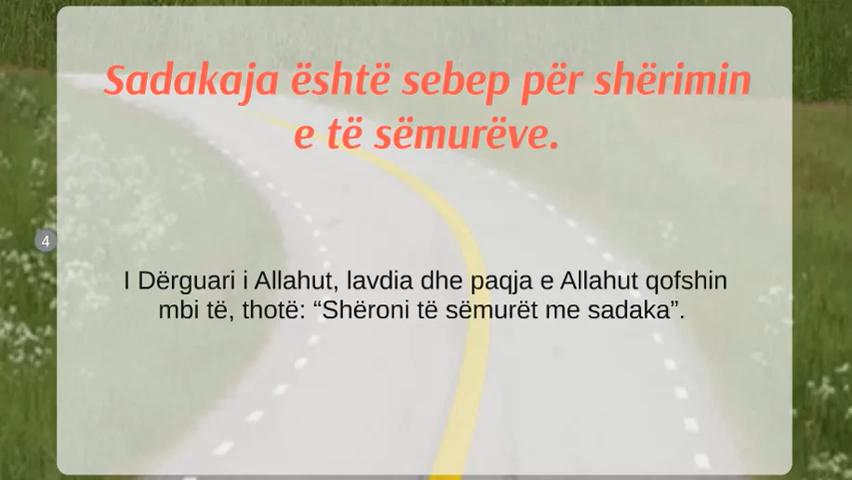 Sadakaja është sebep për shërimin
e të sëmurëve.
4
I Dërguari i Allahut, lavdia dhe paqja e Allahut qofshin
mbi të, thotë: “Shëroni të sëmurët me sadaka”.